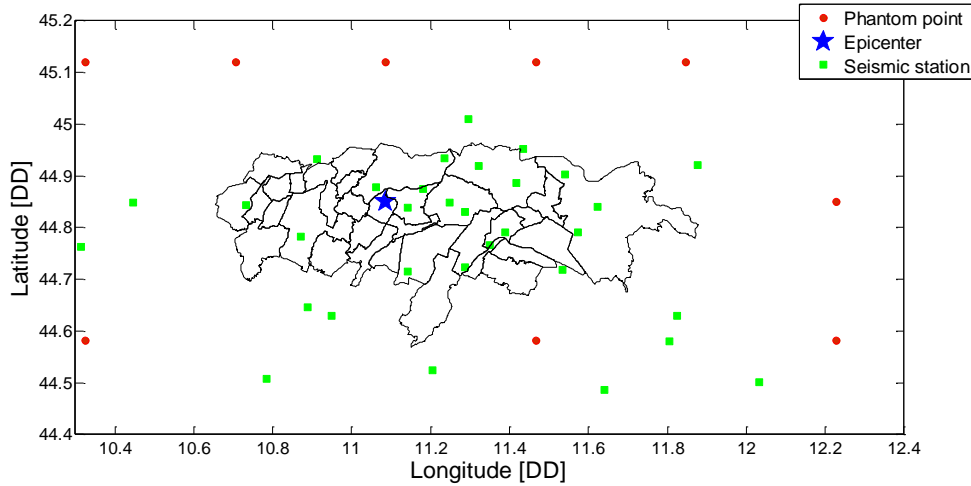 45.2
45.1
45
44.9
44.8
44.7
44.6
44.5
44.4
Latitude [DD]
10.4 10.6 10.8 11 11.2 11.4 11.6 11.8 12 12.2 12.4
Longitude [DD]
Phantom point
Epicenter
Seismic station